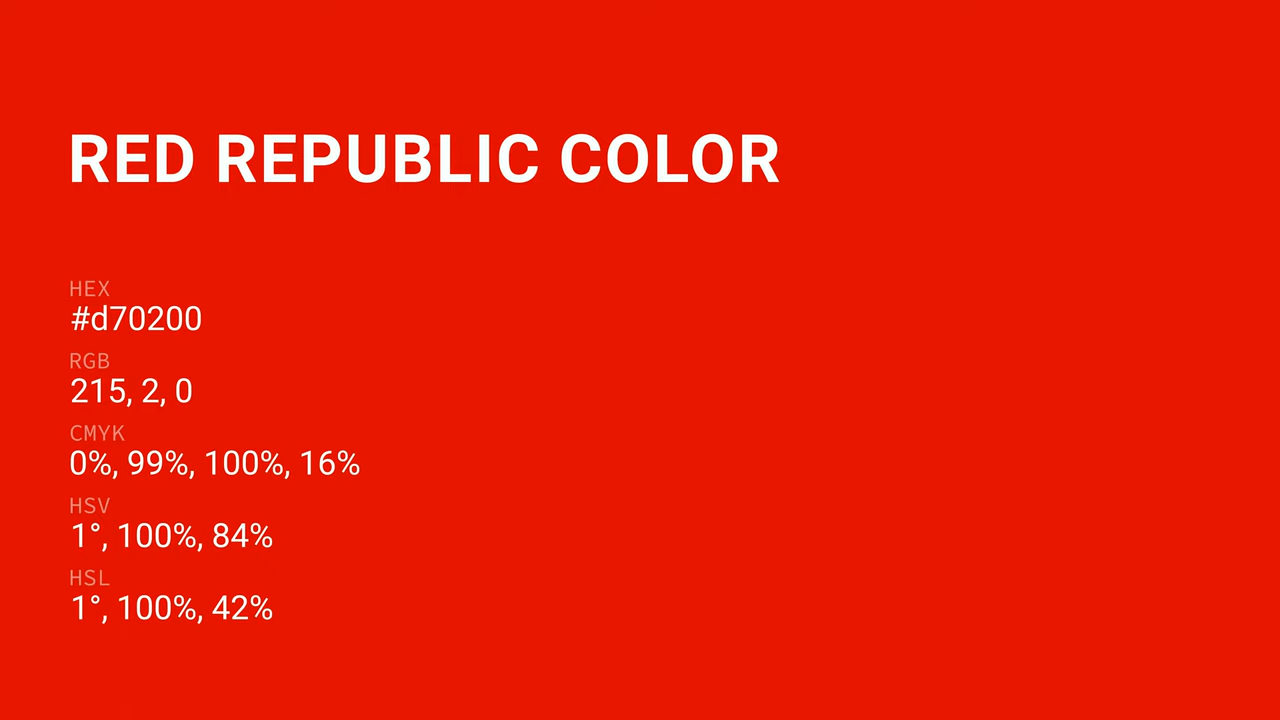 RED REPUBLIC COLOR
HEX
#d70200
RGB
215, 2, 0
CMYK
0%, 99%, 100%, 16%
HSV
1°, 100%, 84%
HSL
1°, 100%, 42%